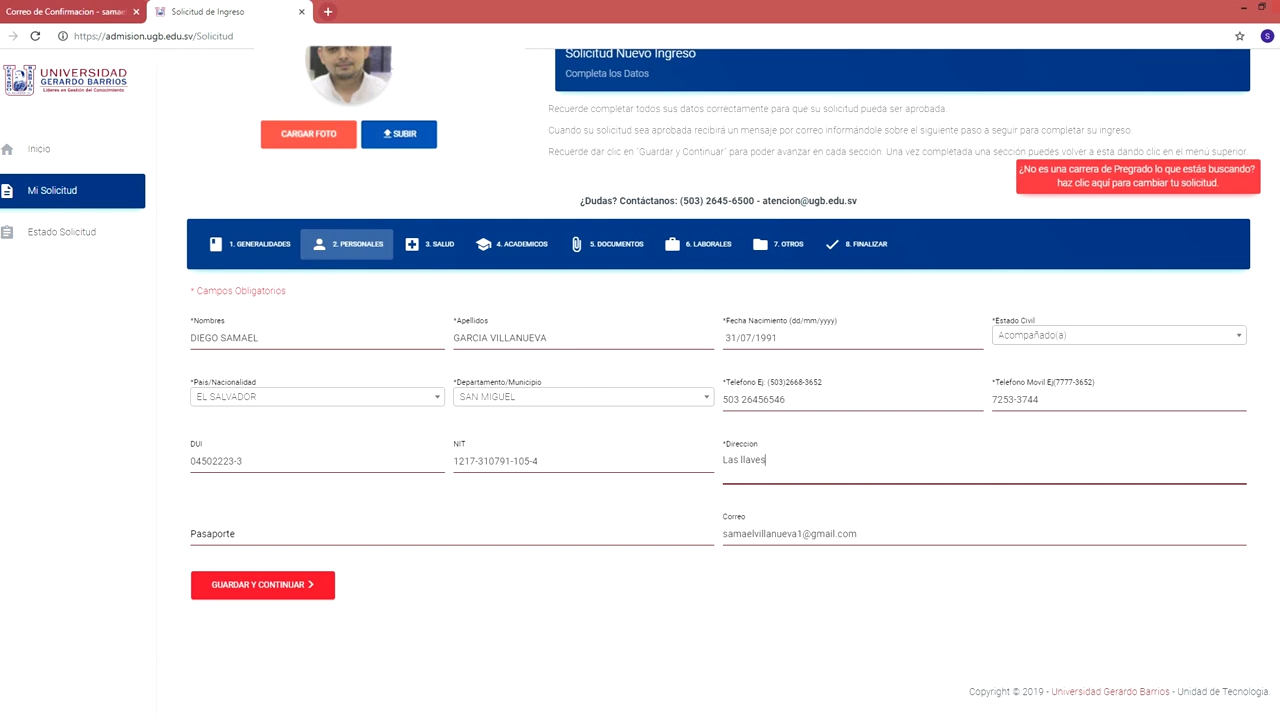 Correo de Confirmacion - samae
Solicitud de Ingreso
https://admision.ugb.edu.sv/Solicitud
S
UNIVERSIDAD
GERARDO BARRIOS
Líderes en Gestión del Conocimiento
Inicio
Mi Solicitud
Estado Solicitud
CARGAR FOTO
SUBIR
Solicitud Nuevo Ingreso
Completa los Datos
Recuerde completar todos sus datos correctamente para que su solicitud pueda ser aprobada.
Cuando su solicitud sea aprobada recibirá un mensaje por correo informándole sobre el siguiente paso a seguir para completar su ingreso.
Recuerde dar clic en "Guardar y Continuar" para poder avanzar en cada sección. Una vez completada una sección puedes volver a esta dando clic en el menú superior.
¿No es una carrera de Pregrado lo que estás buscando?
haz clic aquí para cambiar tu solicitud.
¿Dudas? Contáctanos: (503) 2645-6500 - atencion@ugb.edu.sv
1. GENERALIDADES
2. PERSONALES
3. SALUD
4. ACADEMICOS
5. DOCUMENTOS
6. LABORALES
7. OTROS
8. FINALIZAR
* Campos Obligatorios
*Nombres
DIEGO SAMAEL
*Apellidos
GARCIA VILLANUEVA
*Fecha Nacimiento (dd/mm/yyyy)
31/07/1991
*Estado Civil
Acompañado(a)
*Pais/Nacionalidad
EL SALVADOR
*Departamento/Municipio
SAN MIGUEL
*Telefono Ej: (503)2668-3652
503 26456546
*Telefono Movil Ej(7777-3652)
7253-3744
DUI
04502223-3
NIT
1217-310791-105-4
*Direccion
Las llaves
Pasaporte
Correo
samaelvillanueva1@gmail.com
GUARDAR Y CONTINUAR
Copyright © 2019 - Universidad Gerardo Barrios - Unidad de Tecnologia.